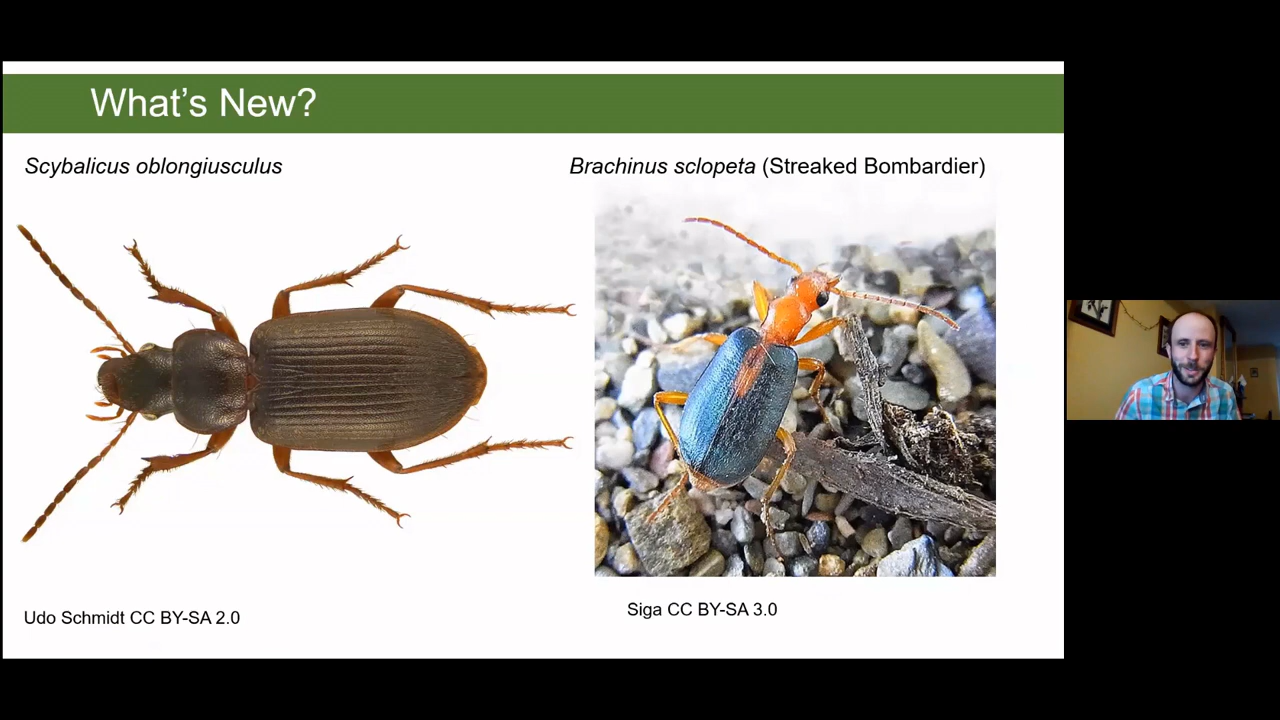 What's New?
Scybalicus oblongiusculus
Brachinus sclopeta (Streaked Bombardier)
Udo Schmidt CC BY-SA 2.0
Siga CC BY-SA 3.0